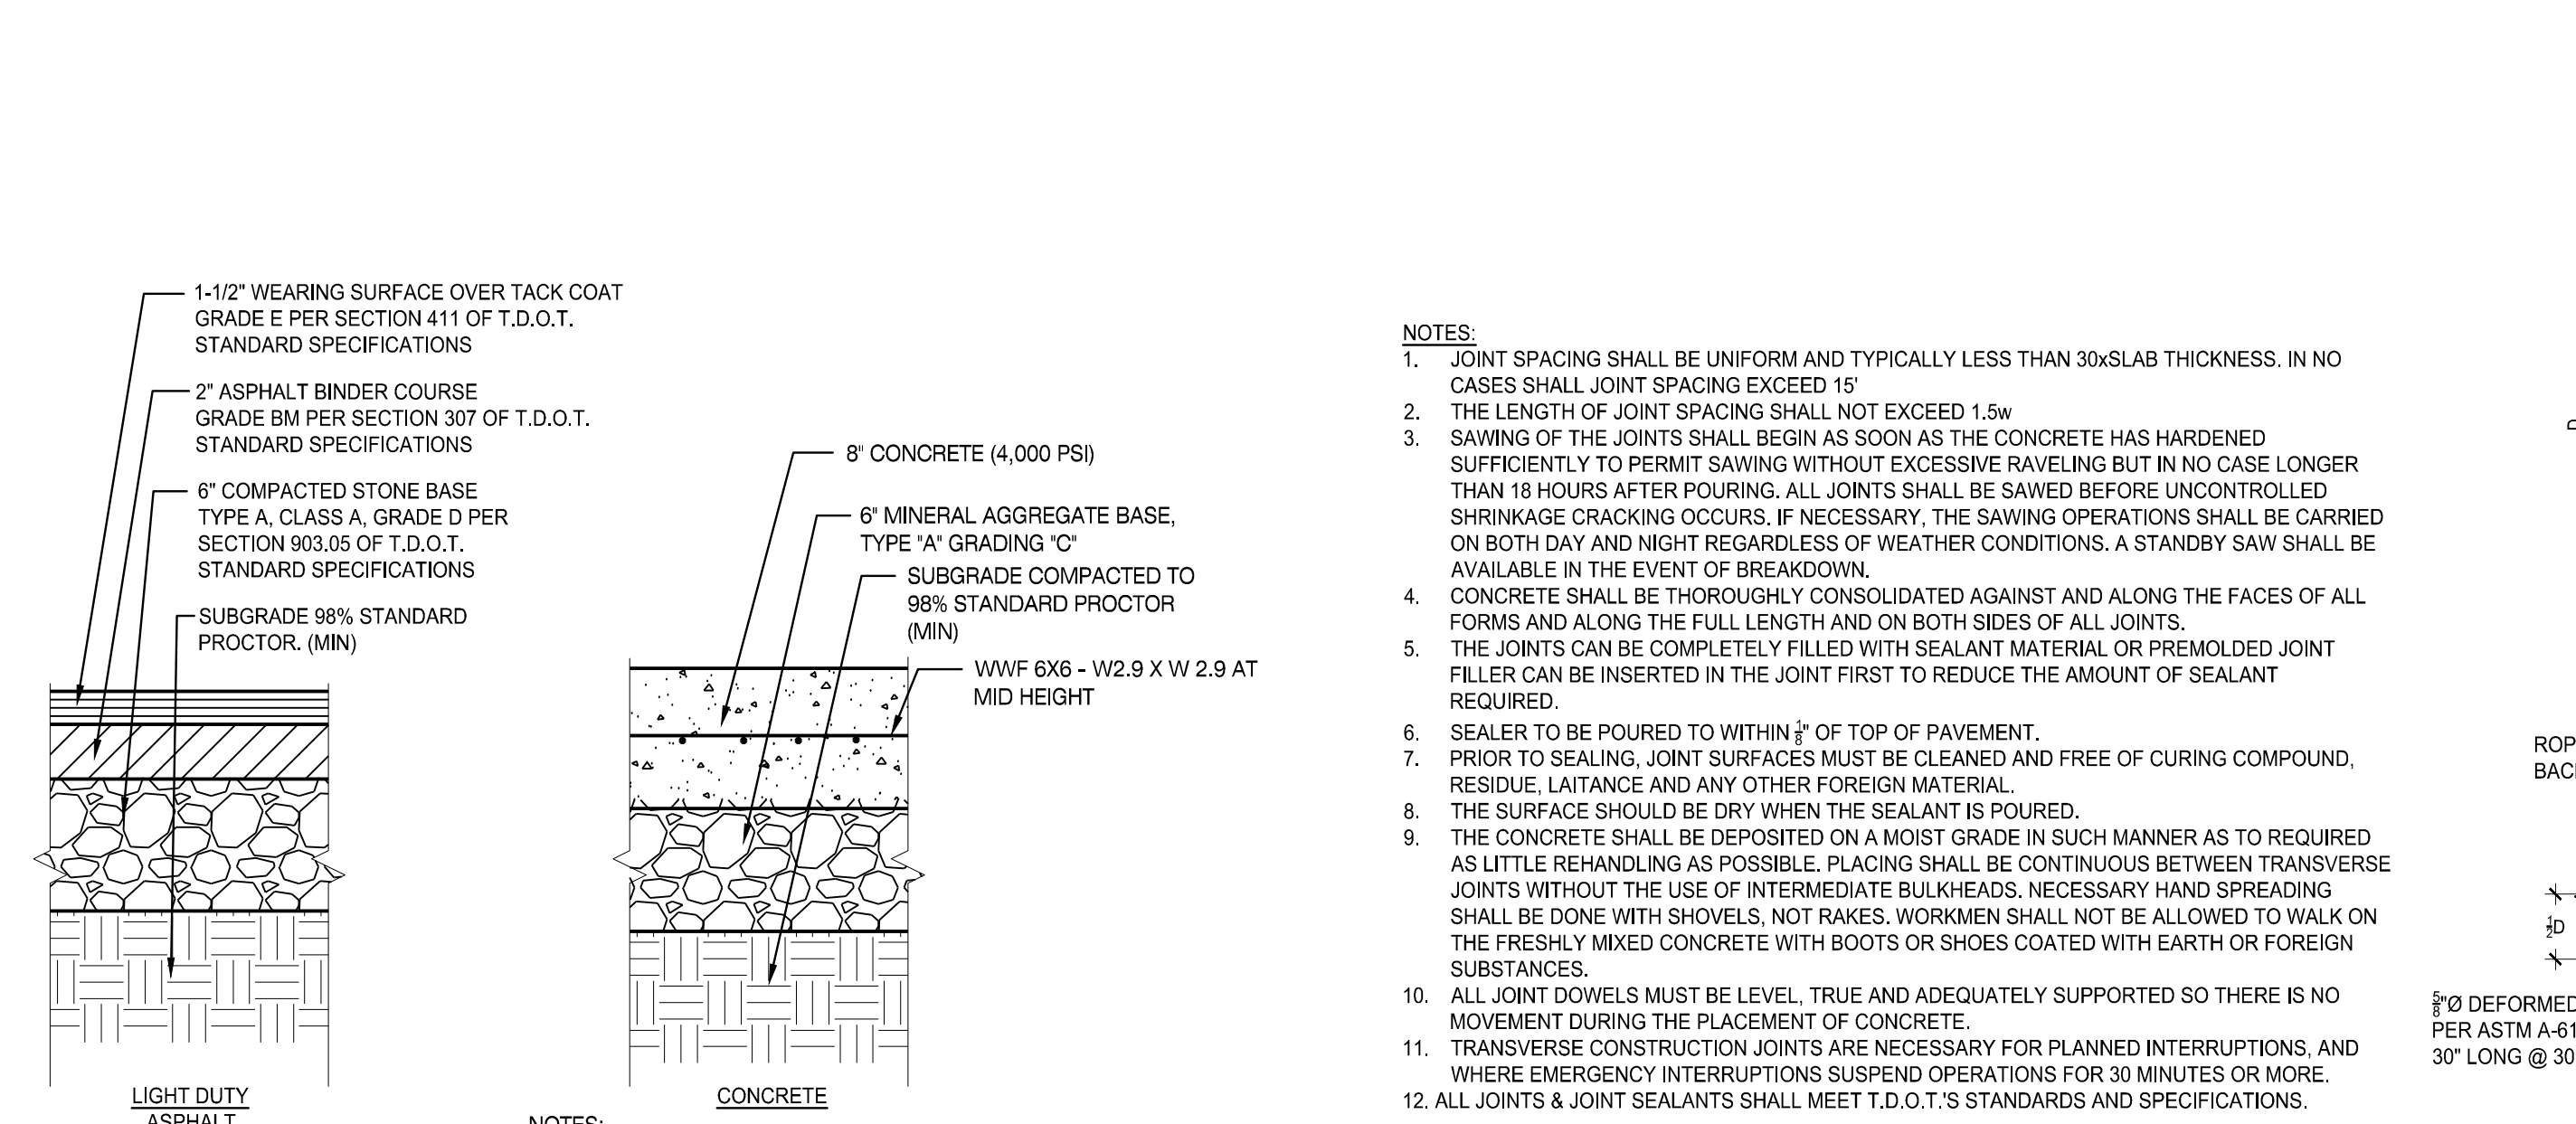 1-1/2" WEARING SURFACE OVER TACK COAT
GRADE E PER SECTION 411 OF T.D.O.T.
STANDARD SPECIFICATIONS
2" ASPHALT BINDER COURSE
GRADE BM PER SECTION 307 OF T.D.O.T.
STANDARD SPECIFICATIONS
6" COMPACTED STONE BASE
TYPE A, CLASS A, GRADE D PER
SECTION 903.05 OF T.D.O.T.
STANDARD SPECIFICATIONS
SUBGRADE 98% STANDARD
PROCTOR. (MIN)
LIGHT DUTY
ASPHALT
8" CONCRETE (4,000 PSI)
6" MINERAL AGGREGATE BASE,
TYPE "A" GRADING "C"
SUBGRADE COMPACTED TO
98% STANDARD PROCTOR
(MIN)
WWF 6X6 - W2.9 X W 2.9 AT
MID HEIGHT
CONCRETE
NOTES:
NOTES:
1. JOINT SPACING SHALL BE UNIFORM AND TYPICALLY LESS THAN 30xSLAB THICKNESS. IN NO
CASES SHALL JOINT SPACING EXCEED 15'
2. THE LENGTH OF JOINT SPACING SHALL NOT EXCEED 1.5w
3. SAWING OF THE JOINTS SHALL BEGIN AS SOON AS THE CONCRETE HAS HARDENED
SUFFICIENTLY TO PERMIT SAWING WITHOUT EXCESSIVE RAVELING BUT IN NO CASE LONGER
THAN 18 HOURS AFTER POURING. ALL JOINTS SHALL BE SAWED BEFORE UNCONTROLLED
SHRINKAGE CRACKING OCCURS. IF NECESSARY, THE SAWING OPERATIONS SHALL BE CARRIED
ON BOTH DAY AND NIGHT REGARDLESS OF WEATHER CONDITIONS. A STANDBY SAW SHALL BE
AVAILABLE IN THE EVENT OF BREAKDOWN.
4. CONCRETE SHALL BE THOROUGHLY CONSOLIDATED AGAINST AND ALONG THE FACES OF ALL
FORMS AND ALONG THE FULL LENGTH AND ON BOTH SIDES OF ALL JOINTS.
5. THE JOINTS CAN BE COMPLETELY FILLED WITH SEALANT MATERIAL OR PREMOLDED JOINT
FILLER CAN BE INSERTED IN THE JOINT FIRST TO REDUCE THE AMOUNT OF SEALANT
REQUIRED.
6. SEALER TO BE POURED TO WITHIN 1/8" OF TOP OF PAVEMENT.
7. PRIOR TO SEALING, JOINT SURFACES MUST BE CLEANED AND FREE OF CURING COMPOUND,
RESIDUE, LAITANCE AND ANY OTHER FOREIGN MATERIAL.
8. THE SURFACE SHOULD BE DRY WHEN THE SEALANT IS POURED.
9. THE CONCRETE SHALL BE DEPOSITED ON A MOIST GRADE IN SUCH MANNER AS TO REQUIRED
AS LITTLE REHANDLING AS POSSIBLE. PLACING SHALL BE CONTINUOUS BETWEEN TRANSVERSE
JOINTS WITHOUT THE USE OF INTERMEDIATE BULKHEADS. NECESSARY HAND SPREADING
SHALL BE DONE WITH SHOVELS, NOT RAKES. WORKMEN SHALL NOT BE ALLOWED TO WALK ON
THE FRESHLY MIXED CONCRETE WITH BOOTS OR SHOES COATED WITH EARTH OR FOREIGN
SUBSTANCES.
10. ALL JOINT DOWELS MUST BE LEVEL, TRUE AND ADEQUATELY SUPPORTED SO THERE IS NO
MOVEMENT DURING THE PLACEMENT OF CONCRETE.
11. TRANSVERSE CONSTRUCTION JOINTS ARE NECESSARY FOR PLANNED INTERRUPTIONS, AND
WHERE EMERGENCY INTERRUPTIONS SUSPEND OPERATIONS FOR 30 MINUTES OR MORE.
12. ALL JOINTS & JOINT SEALANTS SHALL MEET T.D.O.T.'S STANDARDS AND SPECIFICATIONS.
ROP
BAC
1/2D
5/8"Ø DEFORMED
PER ASTM A-61
30" LONG @ 30